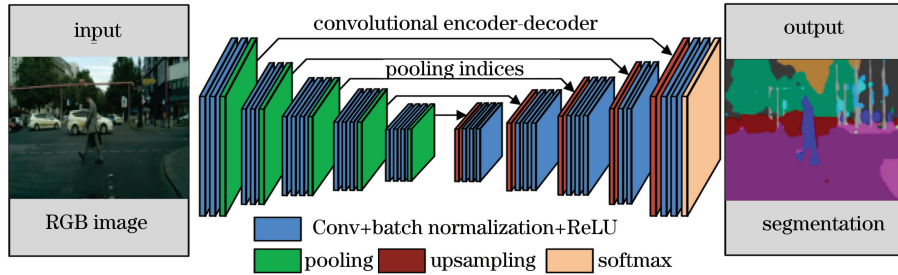 input
RGB image
convolutional encoder-decoder
pooling indices
Conv+batch normalization+ReLU
pooling
upsampling
softmax
output
segmentation